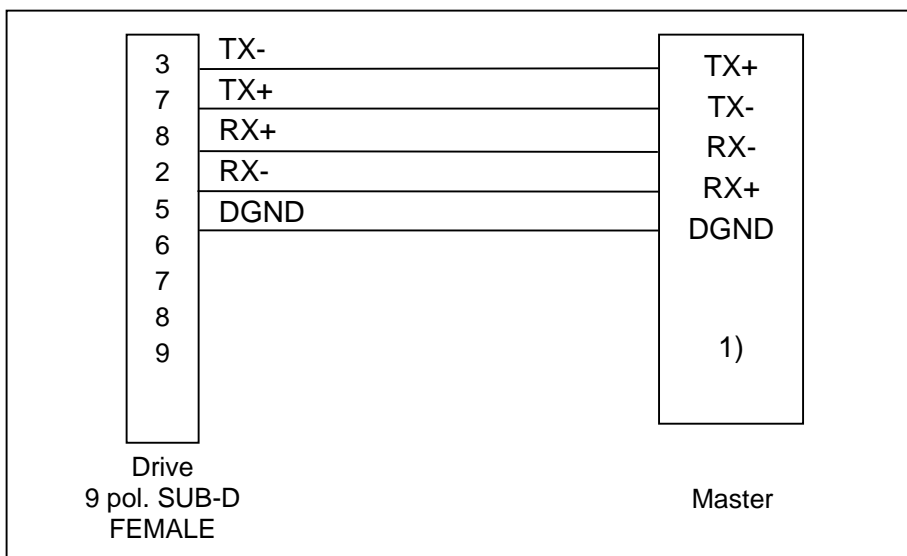 3 TX-
7 TX+
8 RX+
2 RX-
5 DGND
6
7
8
9
Drive
9 pol. SUB-D
FEMALE
TX+
TX-
RX-
RX+
DGND
1)
Master